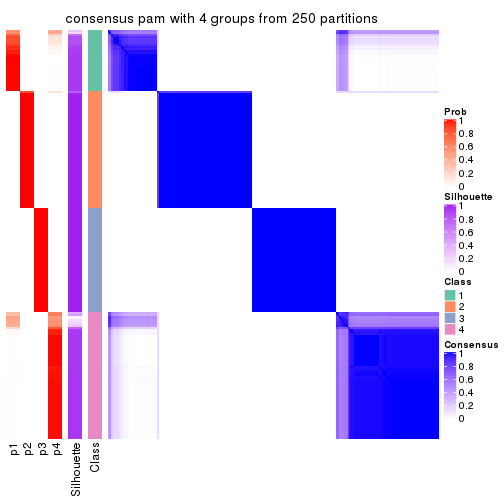 consensus pam with 4 groups from 250 partitions
Prob
1
0.8
0.6
0.4
0.2
0
Silhouette
1
0.8
0.6
0.4
0.2
0
Class
1
2
3
4
Consensus
1
0.8
0.6
0.4
0.2
0
p1
p2
p3
p4
Silhouette
Class